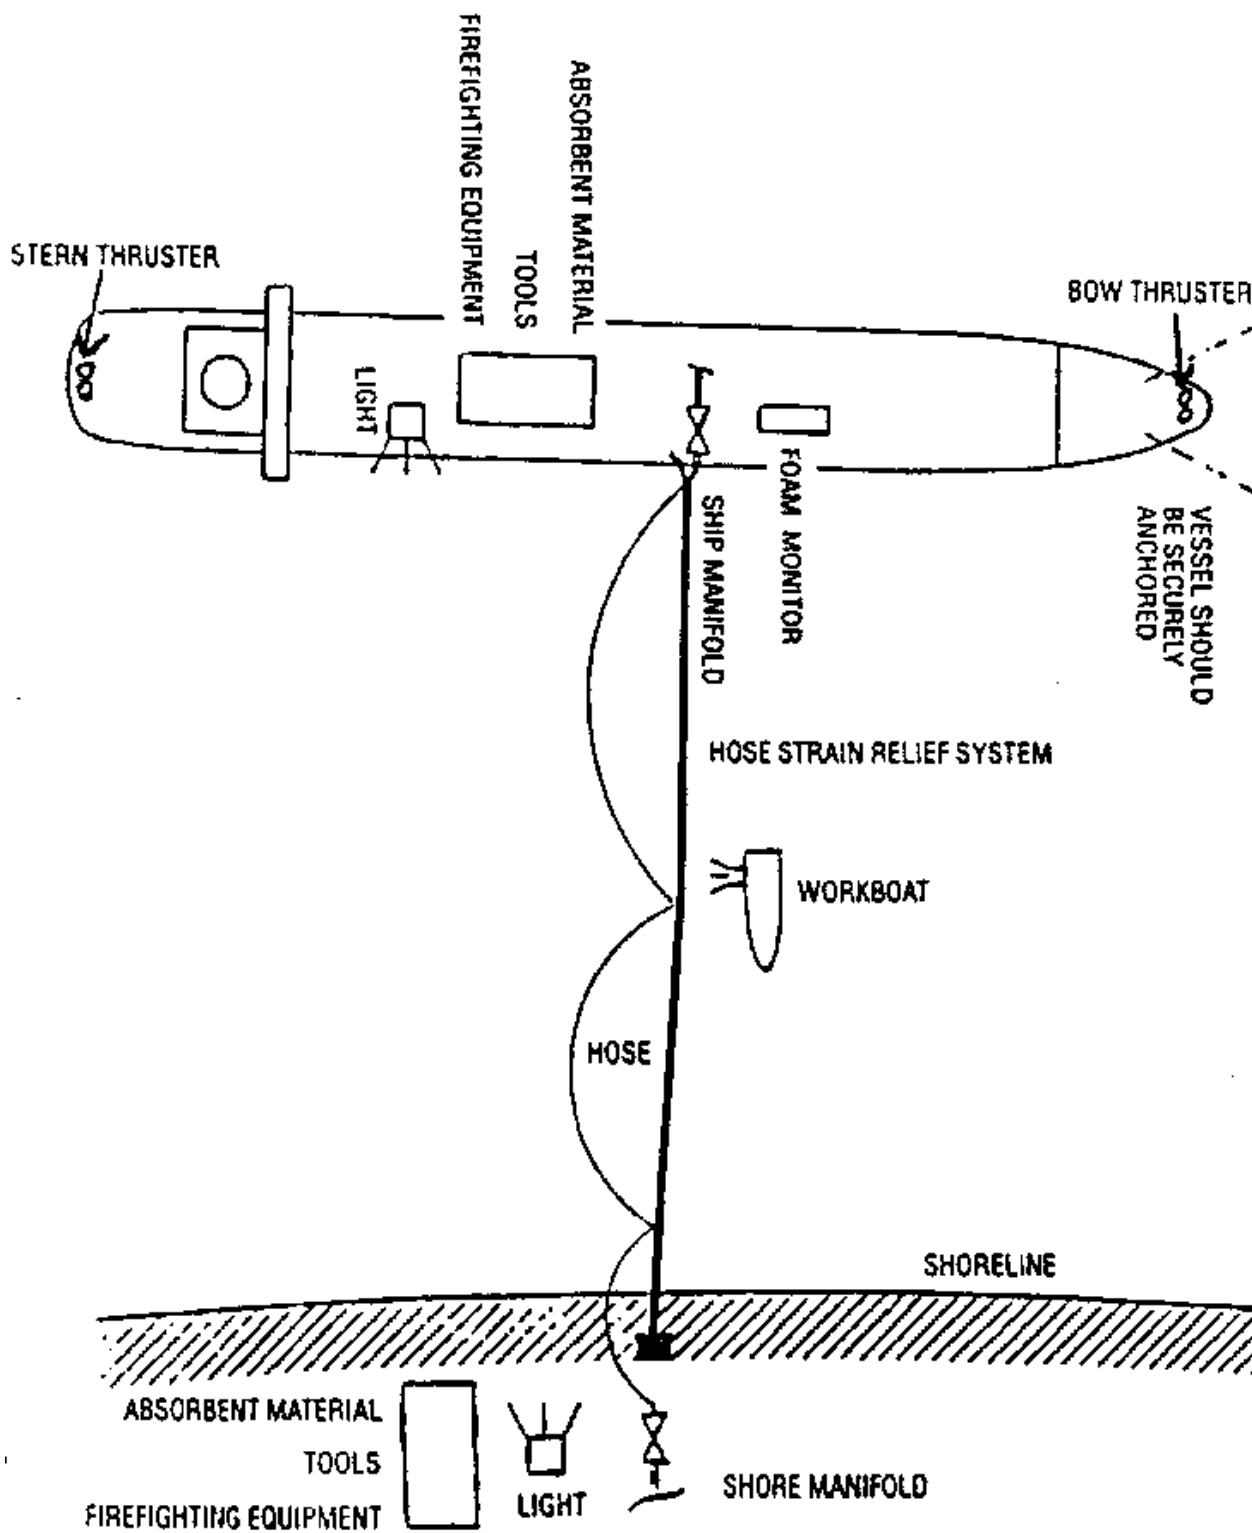 FIREFIGHTING EQUIPMENT
TOOLS
ABSORBENT MATERIAL
STERN THRUSTER
BOW THRUSTER
LIGHT
FOAM MONITOR
SHIP MANIFOLD
VESSEL SHOULD
BE SECURELY
ANCHORED
HOSE STRAIN RELIEF SYSTEM
WORKBOAT
HOSE
SHORELINE
ABSORBENT MATERIAL
TOOLS
FIREFIGHTING EQUIPMENT
LIGHT
SHORE MANIFOLD